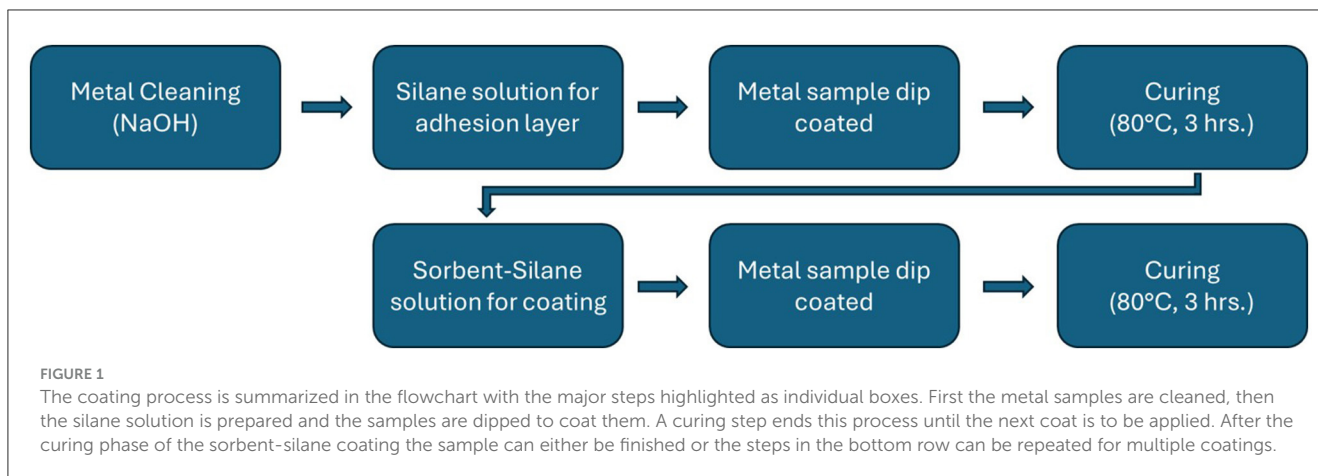 Metal Cleaning
(NaOH)
Silane solution for
adhesion layer
Metal sample dip
coated
Curing
(80°C, 3 hrs.)
Sorbent-Silane
solution for coating
Metal sample dip
coated
Curing
(80°C, 3 hrs.)
FIGURE 1
The coating process is summarized in the flowchart with the major steps highlighted as individual boxes. First the metal samples are cleaned, then
the silane solution is prepared and the samples are dipped to coat them. A curing step ends this process until the next coat is to be applied. After the
curing phase of the sorbent-silane coating the sample can either be finished or the steps in the bottom row can be repeated for multiple coatings.